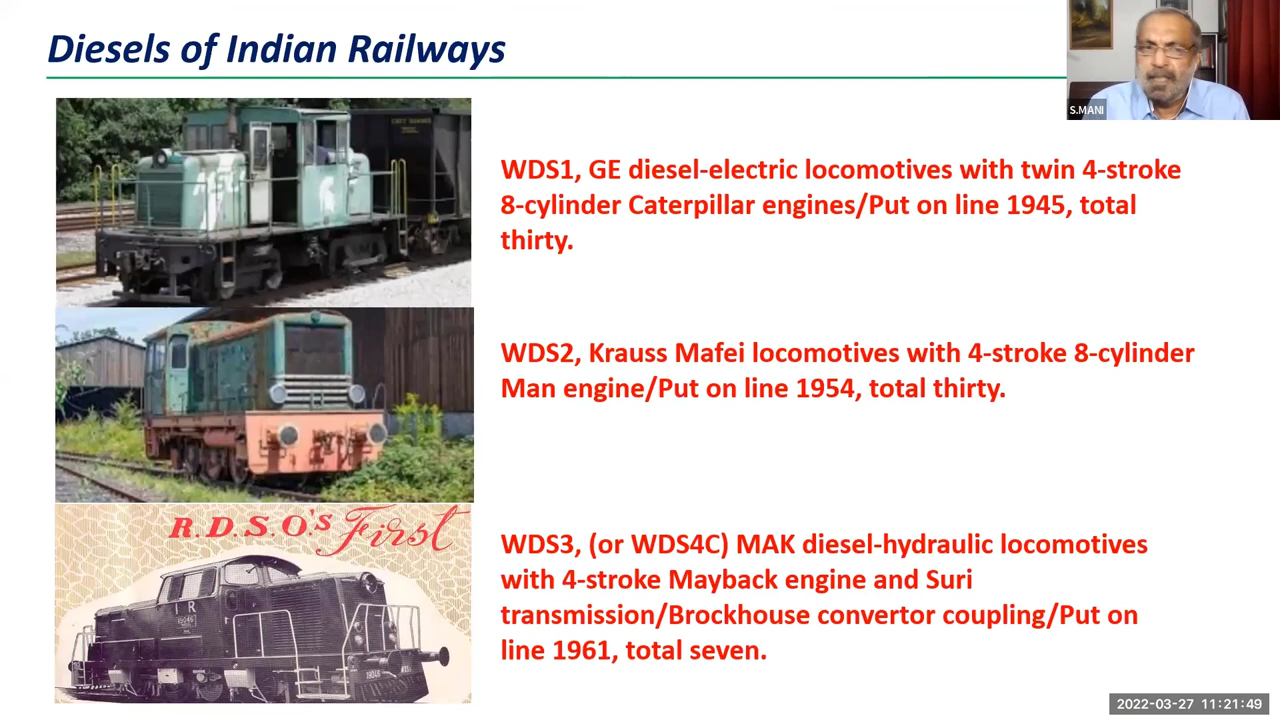 Diesels of Indian Railways
S.MANI
WDS1, GE diesel-electric locomotives with twin 4-stroke
8-cylinder Caterpillar engines/Put on line 1945, total
thirty.
WDS2, Krauss Mafei locomotives with 4-stroke 8-cylinder
Man engine/Put on line 1954, total thirty.
R.D.S.O.'s First
I R
19046
WDS3, (or WDS4C) MAK diesel-hydraulic locomotives
with 4-stroke Mayback engine and Suri
transmission/Brockhouse convertor coupling/Put on
line 1961, total seven.
2022-03-27 11:21:49